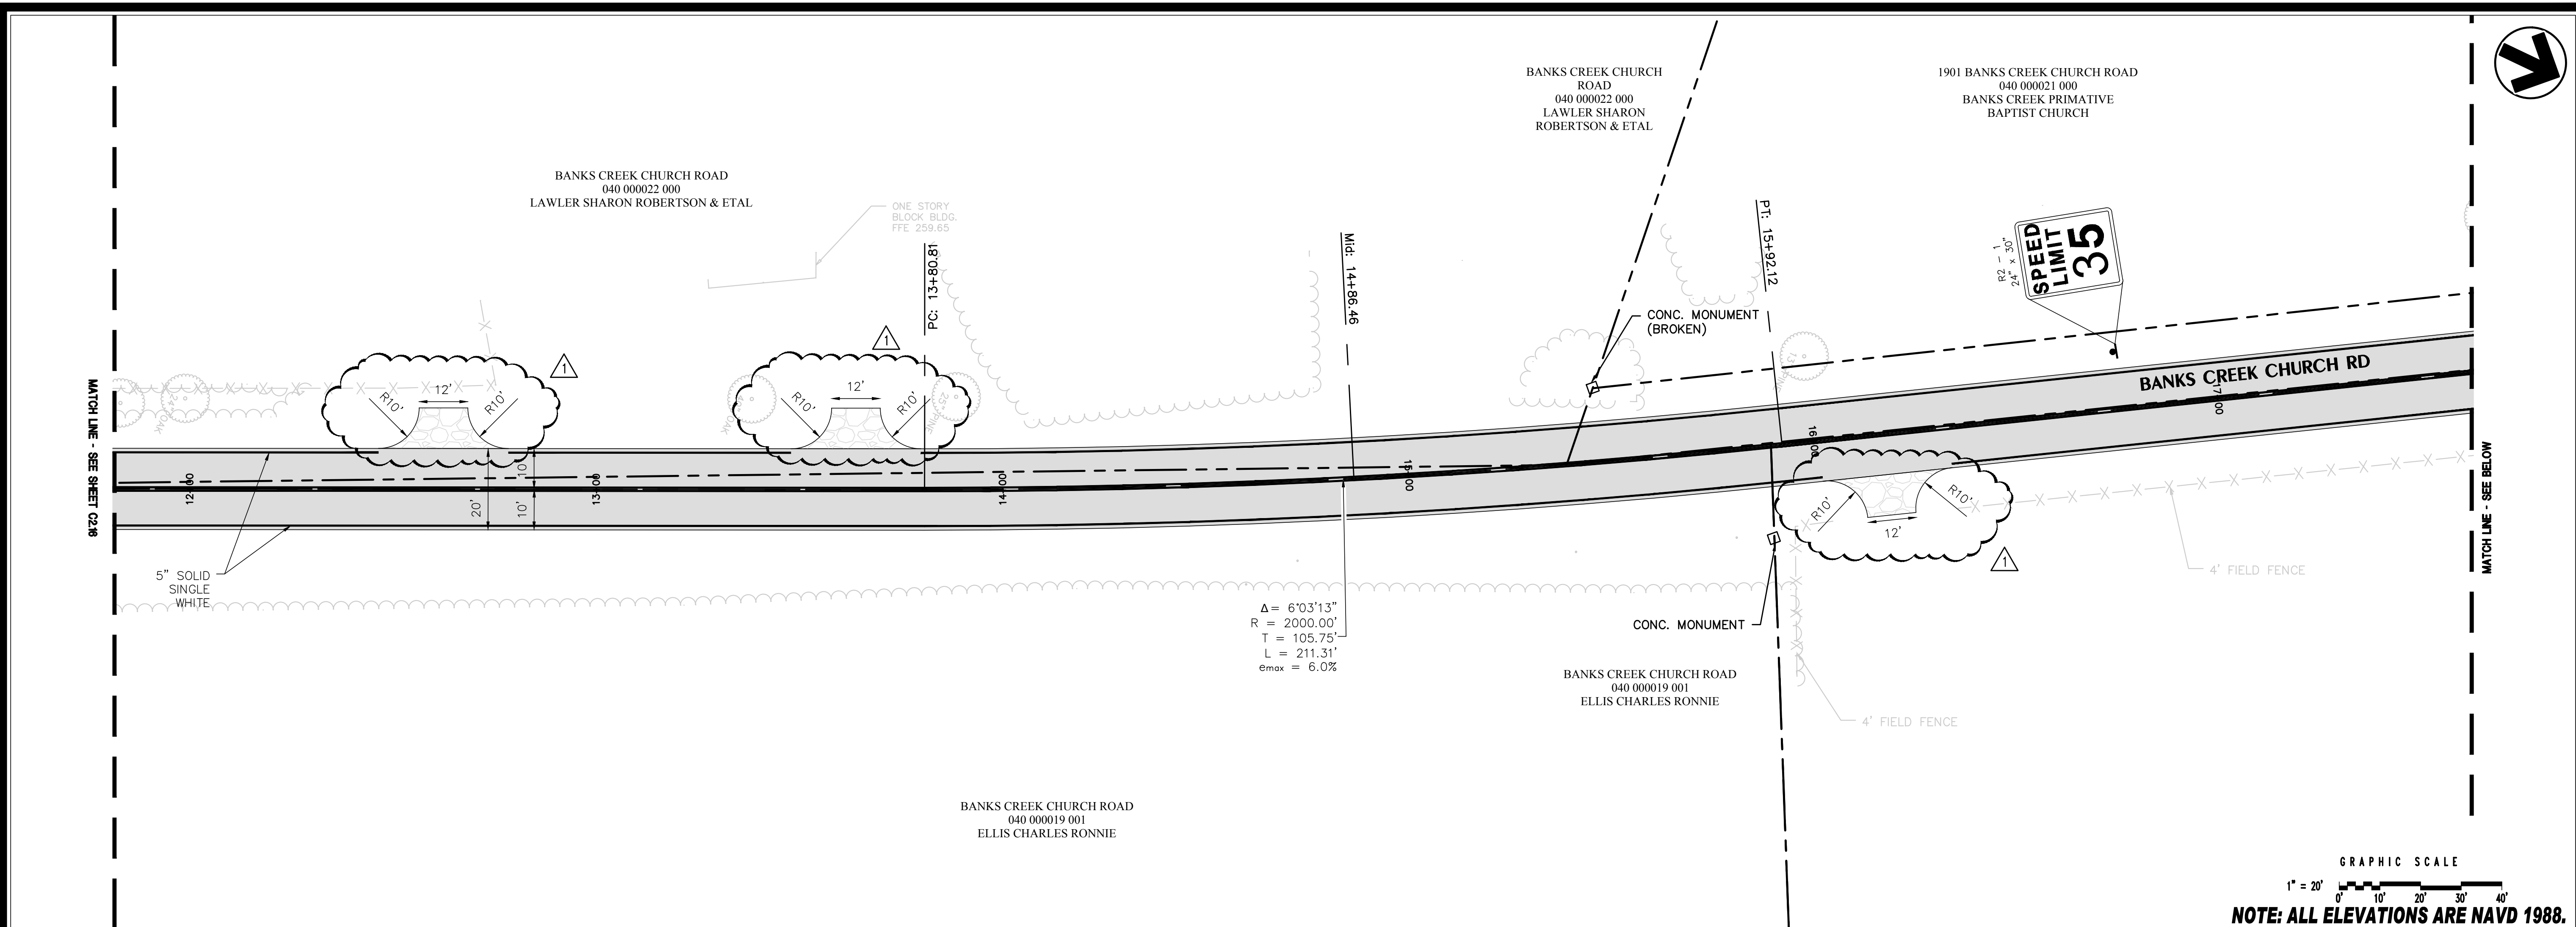 BANKS CREEK CHURCH
ROAD
040 000022 000
LAWLER SHARON
ROBERTSON & ETAL
1901 BANKS CREEK CHURCH ROAD
040 000021 000
BANKS CREEK PRIMATIVE
BAPTIST CHURCH
BANKS CREEK CHURCH ROAD
040 000022 000
LAWLER SHARON ROBERTSON & ETAL
ONE STORY
BLOCK BLDG.
FFE 259.65
PC: 13+80.81
Mid: 14+86.46
PT: 15+92.12
R2 - 1
24" x 30"
SPEED
LIMIT
35
CONC. MONUMENT
(BROKEN)
1
1
12'
R10'
R10'
12'
R10'
R10'
BANKS CREEK CHURCH RD
MATCH LINE - SEE SHEET C2.16
MATCH LINE - SEE BELOW
12+00
13+00
14+00
15+00
16+00
17+00
20'
10'
10'
R10'
R10'
12'
1
5" SOLID
SINGLE
WHITE
4' FIELD FENCE
Δ = 6°03'13"
R = 2000.00'
T = 105.75'
L = 211.31'
emax = 6.0%
CONC. MONUMENT
BANKS CREEK CHURCH ROAD
040 000019 001
ELLIS CHARLES RONNIE
4' FIELD FENCE
BANKS CREEK CHURCH ROAD
040 000019 001
ELLIS CHARLES RONNIE
GRAPHIC SCALE
1" = 20'
0' 10' 20' 30' 40'
NOTE: ALL ELEVATIONS ARE NAVD 1988.